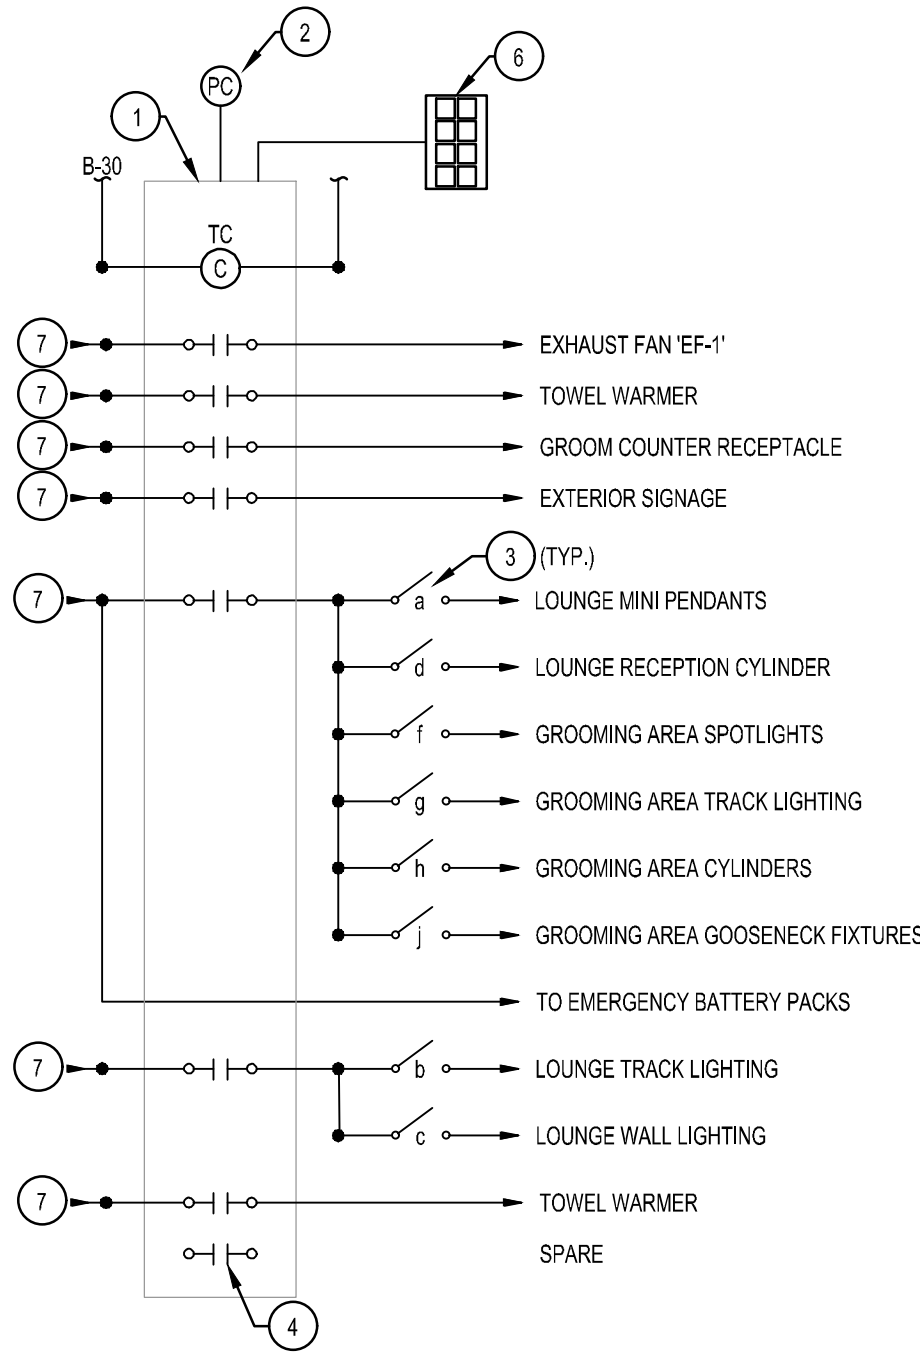 2
PC
6
1
B-30
TC
C
7 EXHAUST FAN 'EF-1'
7 TOWEL WARMER
7 GROOM COUNTER RECEPTACLE
7 EXTERIOR SIGNAGE
3 (TYP.)
7 a LOUNGE MINI PENDANTS
d LOUNGE RECEPTION CYLINDER
f GROOMING AREA SPOTLIGHTS
g GROOMING AREA TRACK LIGHTING
h GROOMING AREA CYLINDERS
j GROOMING AREA GOOSENECK FIXTURES
TO EMERGENCY BATTERY PACKS
7 b LOUNGE TRACK LIGHTING
c LOUNGE WALL LIGHTING
7 TOWEL WARMER
SPARE
4